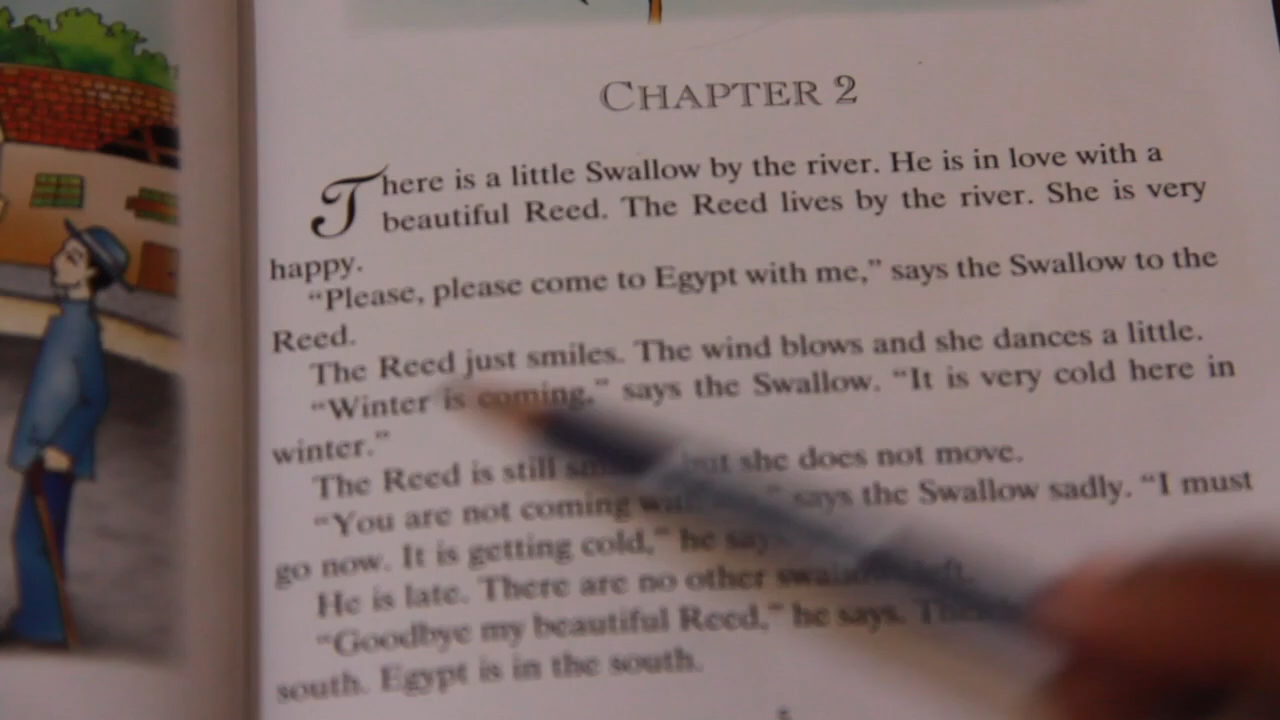 CHAPTER 2
There is a little Swallow by the river. He is in love with a
beautiful Reed. The Reed lives by the river. She is very
happy.
“Please, please come to Egypt with me,” says the Swallow to the
Reed.
The Reed just smiles. The wind blows and she dances a little.
“Winter is coming,” says the Swallow. “It is very cold here in
winter.”
The Reed is still but she does not move.
“You are not coming says the Swallow sadly. “I must
go now. It is getting cold,” he
He is late. There are no other
“Goodbye my beautiful Reed,” he says.
south. Egypt is in the south.